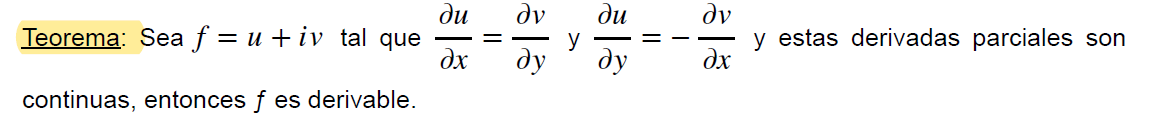 Teorema: Sea f = u + iv tal que ∂u/∂x = ∂v/∂y y ∂u/∂y = − ∂v/∂x y estas derivadas parciales son
continuas, entonces f es derivable.